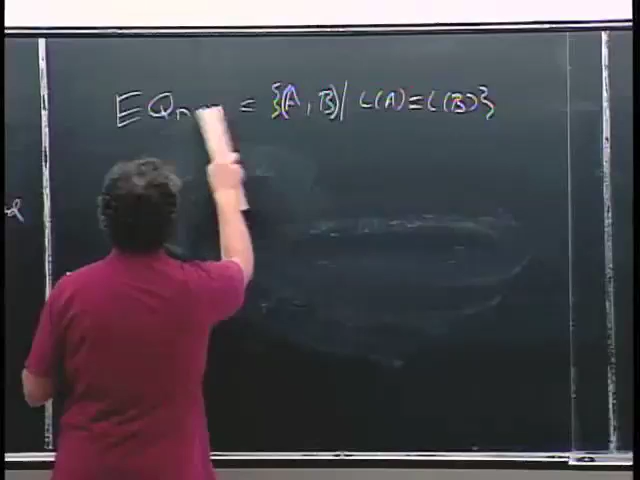 EQ = {(A, B) | L(A) = L(B)}